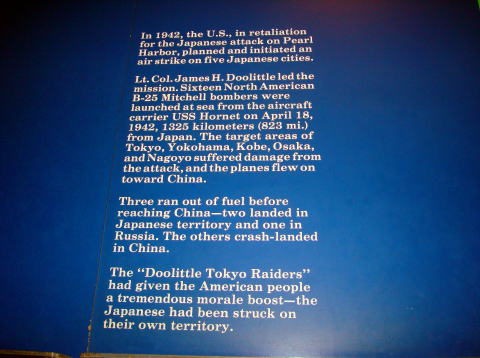 In 1942, the U.S., in retaliation
for the Japanese attack on Pearl
Harbor, planned and initiated an
air strike on five Japanese cities.
Lt. Col. James H. Doolittle led the
mission. Sixteen North American
B-25 Mitchell bombers were
launched at sea from the aircraft
carrier USS Hornet on April 18,
1942, 1325 kilometers (823 mi.)
from Japan. The target areas of
Tokyo, Yokohama, Kobe, Osaka,
and Nagoyo suffered damage from
the attack, and the planes flew on
toward China.
Three ran out of fuel before
reaching China—two landed in
Japanese territory and one in
Russia. The others crash-landed
in China.
The "Doolittle Tokyo Raiders"
had given the American people
a tremendous morale boost—the
Japanese had been struck on
their own territory.